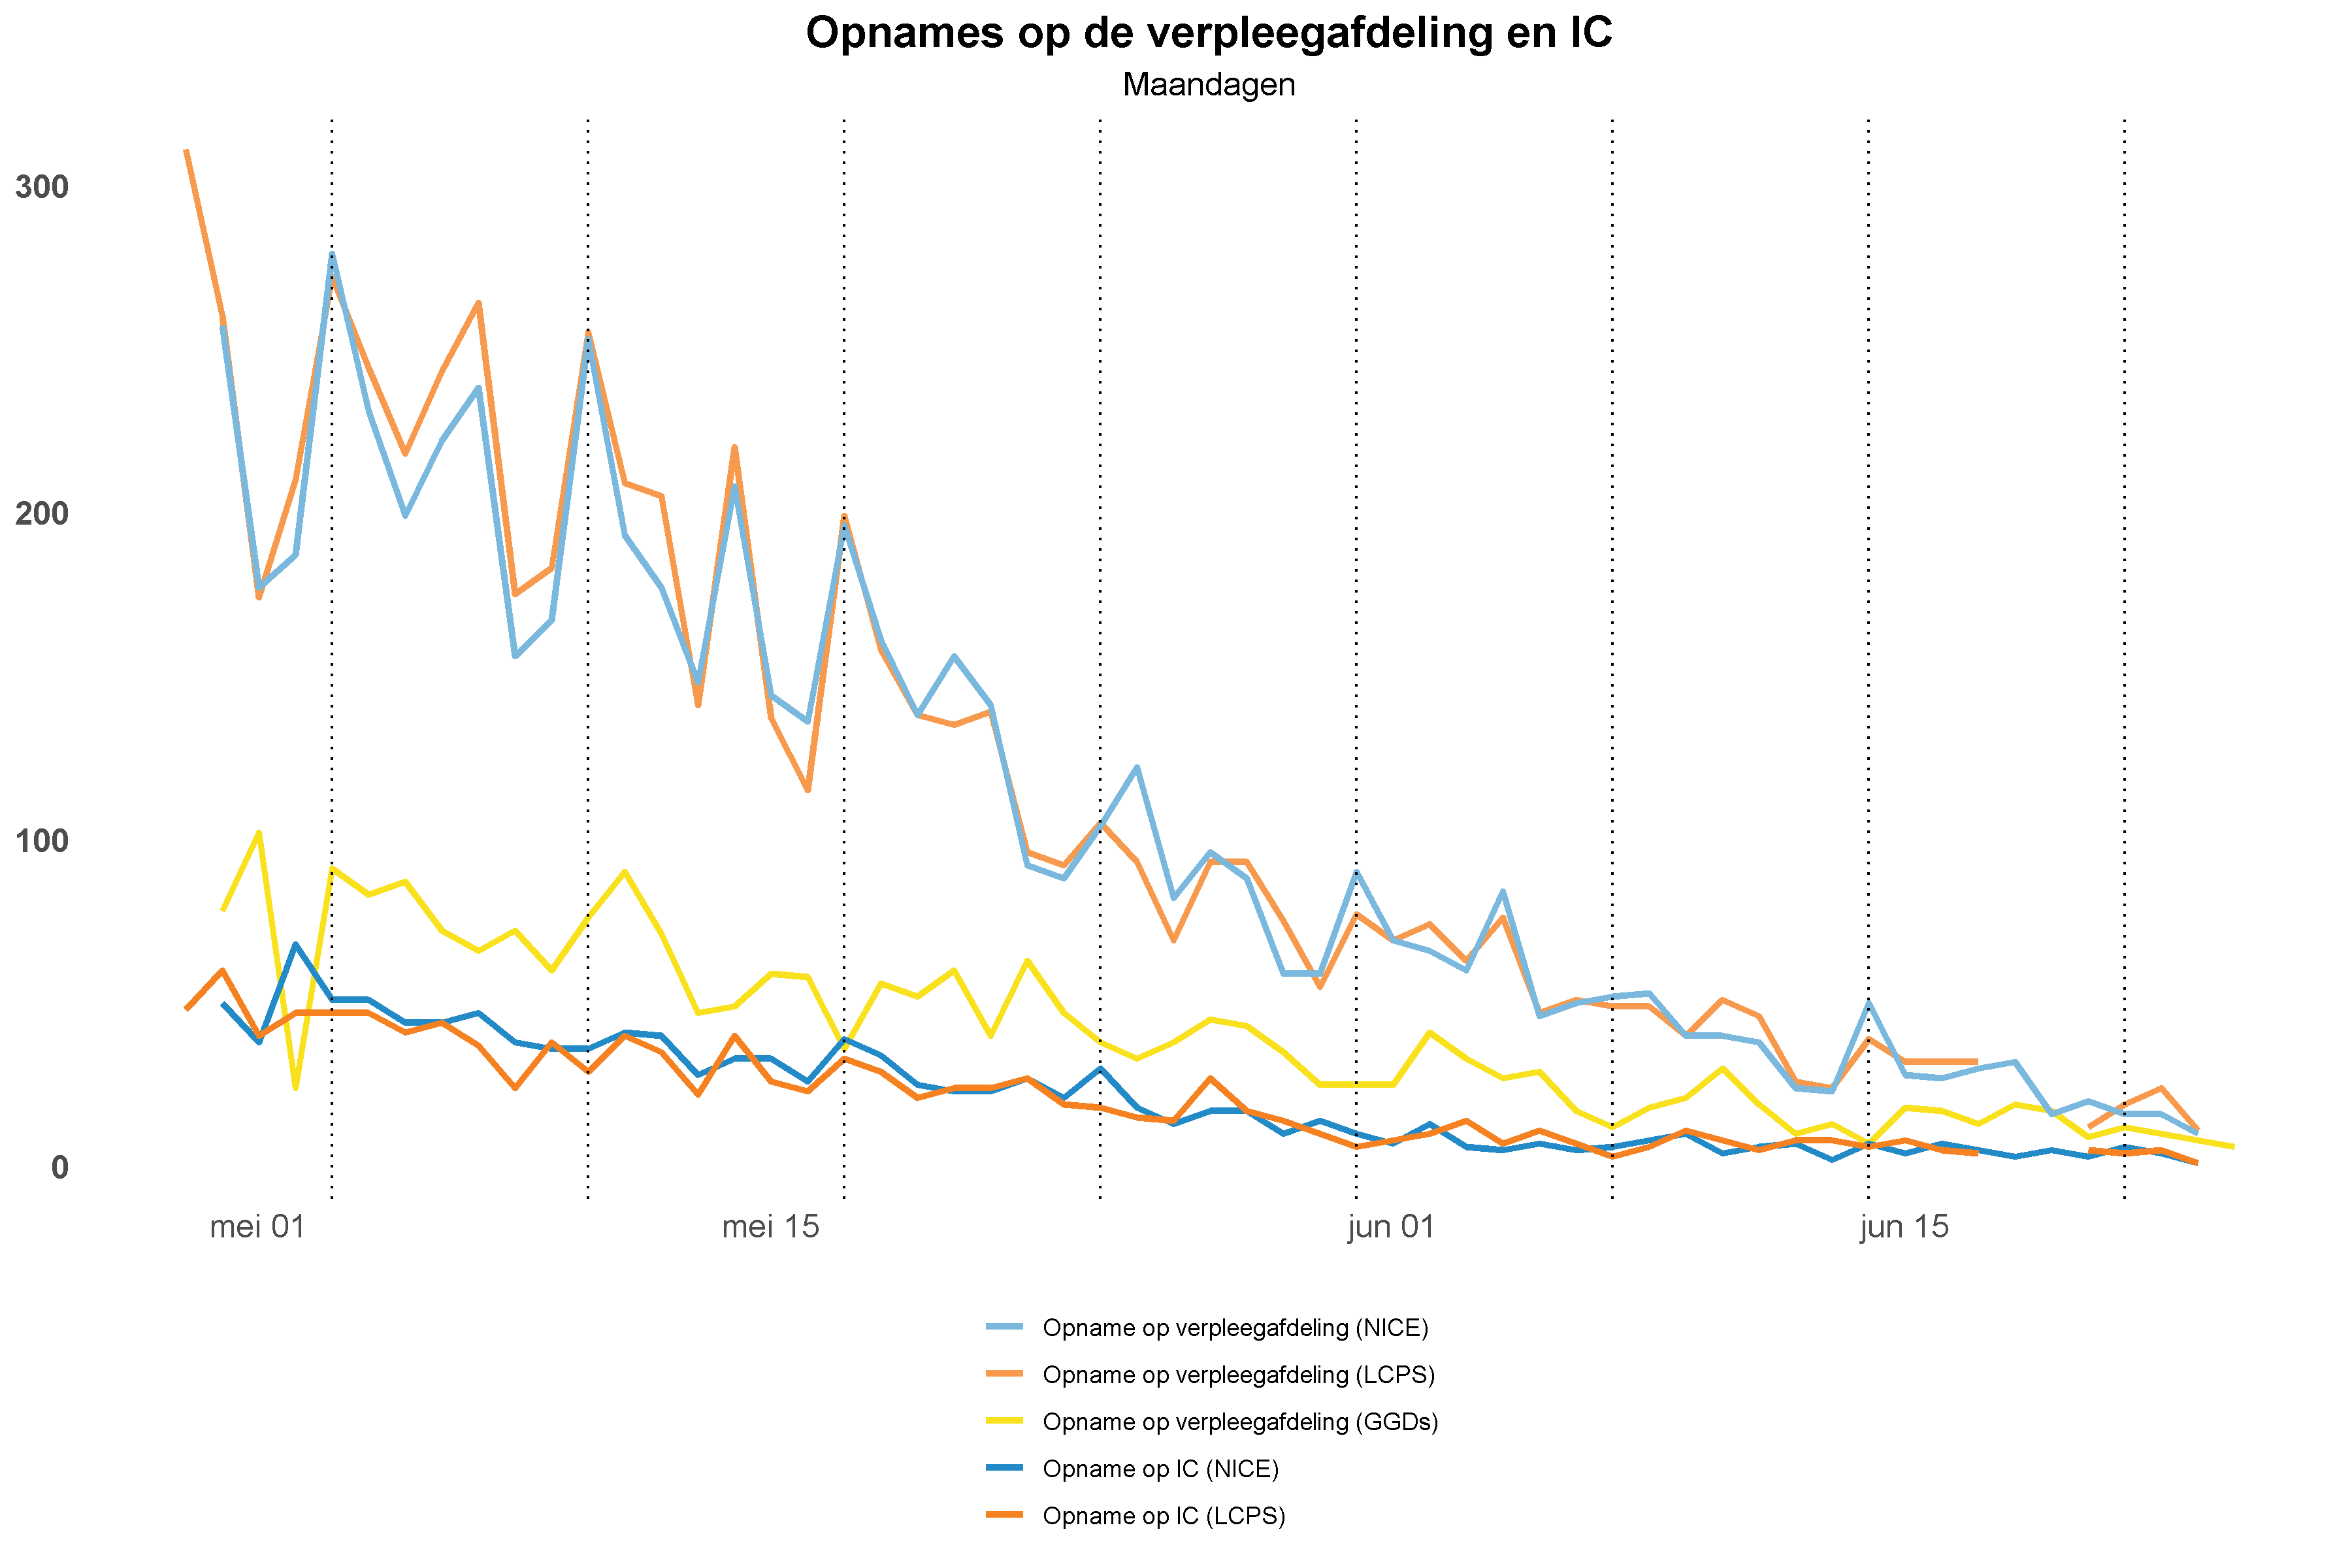 Opnames op de verpleegafdeling en IC
Maandagen
300
200
100
0
mei 01 mei 15 jun 01 jun 15
Opname op verpleegafdeling (NICE)
Opname op verpleegafdeling (LCPS)
Opname op verpleegafdeling (GGDs)
Opname op IC (NICE)
Opname op IC (LCPS)